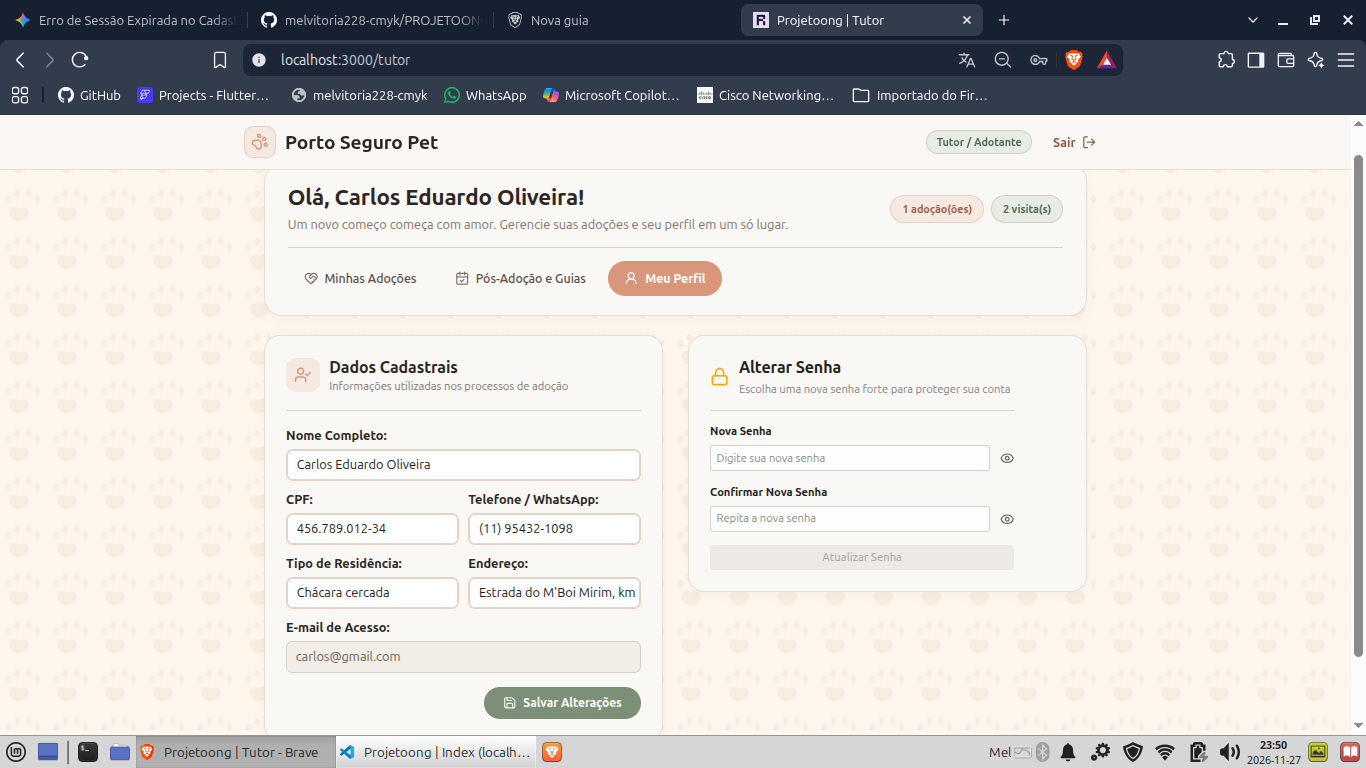 Erro de Sessão Expirada no Cadas
melvitoria228-cmyk/PROJETOON
Nova guia
Projetoong | Tutor
localhost:3000/tutor
GitHub
Projects - Flutter...
melvitoria228-cmyk
WhatsApp
Microsoft Copilot...
Cisco Networking...
Importado do Fir...
Porto Seguro Pet
Tutor / Adotante
Sair
Olá, Carlos Eduardo Oliveira!
Um novo começo começa com amor. Gerencie suas adoções e seu perfil em um só lugar.
1 adoção(ões)
2 visita(s)
Minhas Adoções
Pós-Adoção e Guias
Meu Perfil
Dados Cadastrais
Informações utilizadas nos processos de adoção
Nome Completo:
Carlos Eduardo Oliveira
CPF:
Telefone / WhatsApp:
456.789.012-34
(11) 95432-1098
Tipo de Residência:
Endereço:
Chácara cercada
Estrada do M'Boi Mirim, km
E-mail de Acesso:
carlos@gmail.com
Salvar Alterações
Alterar Senha
Escolha uma nova senha forte para proteger sua conta
Nova Senha
Digite sua nova senha
Confirmar Nova Senha
Repita a nova senha
Atualizar Senha
Projetoong | Tutor - Brave
Projetoong | Index (localh...
Mel
23:50
2026-11-27